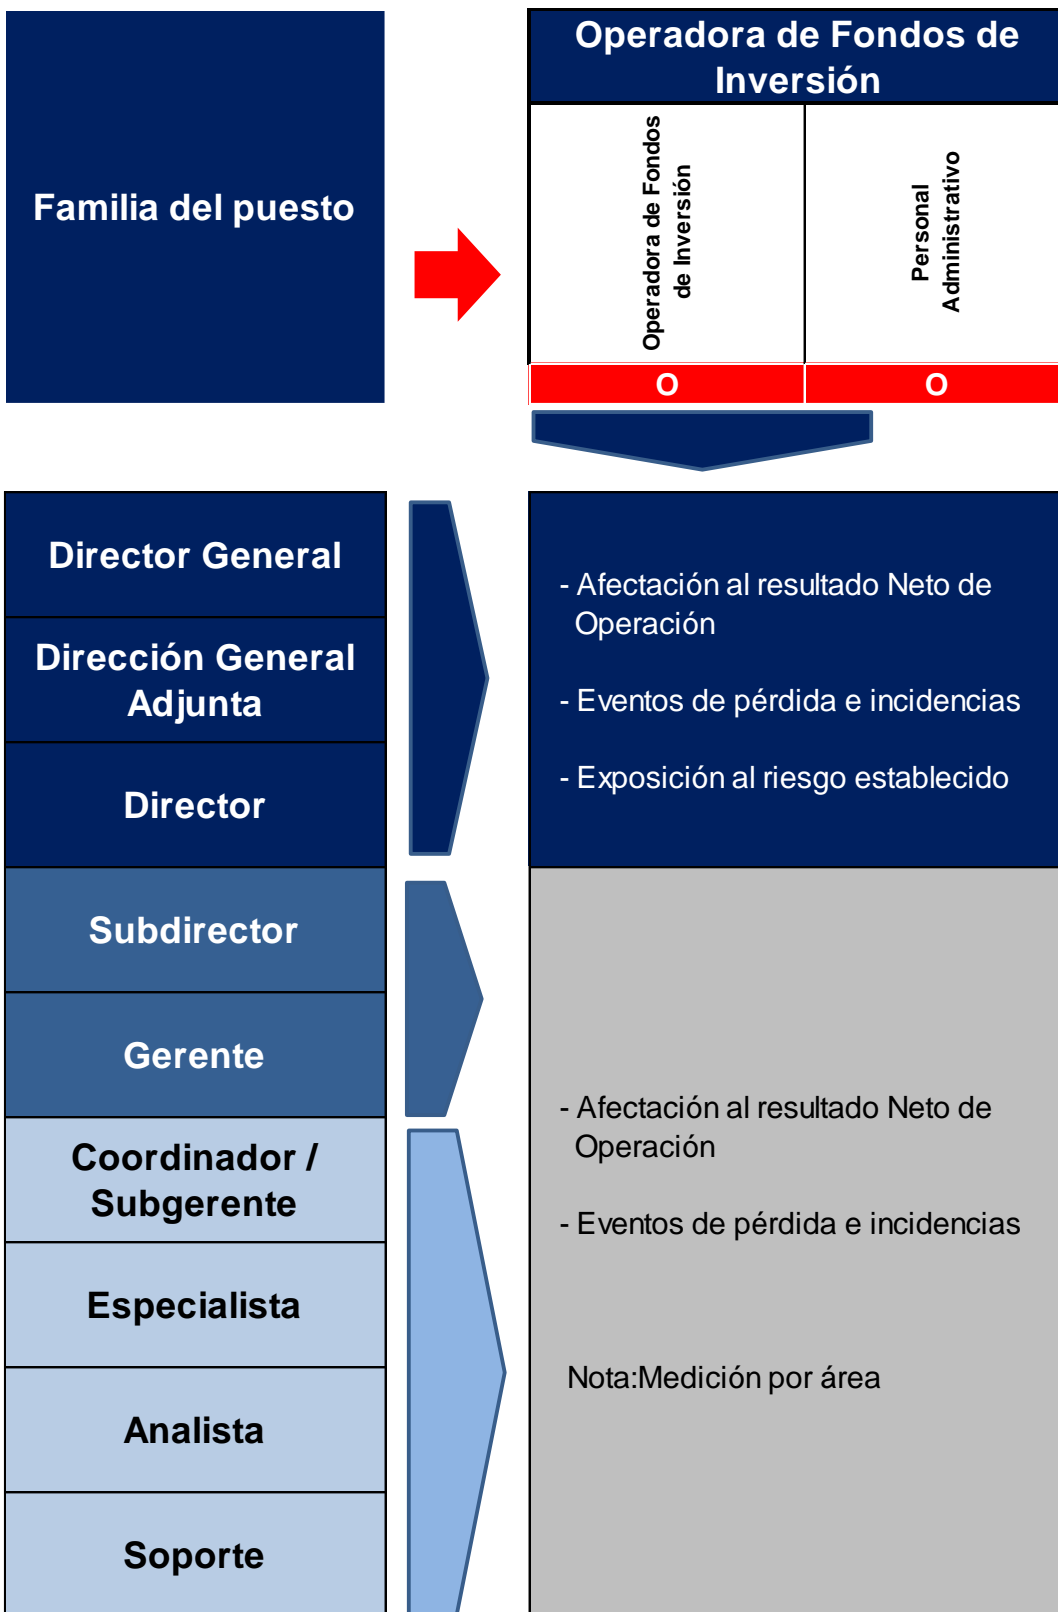 Operadora de Fondos de
Inversión
Familia del puesto
Operadora de Fondos
de Inversión
Personal
Administrativo
O
O
Director General
Dirección General
Adjunta
Director
- Afectación al resultado Neto de
Operación
- Eventos de pérdida e incidencias
- Exposición al riesgo establecido
Subdirector
Gerente
Coordinador /
Subgerente
Especialista
Analista
Soporte
- Afectación al resultado Neto de
Operación
- Eventos de pérdida e incidencias
Nota:Medición por área